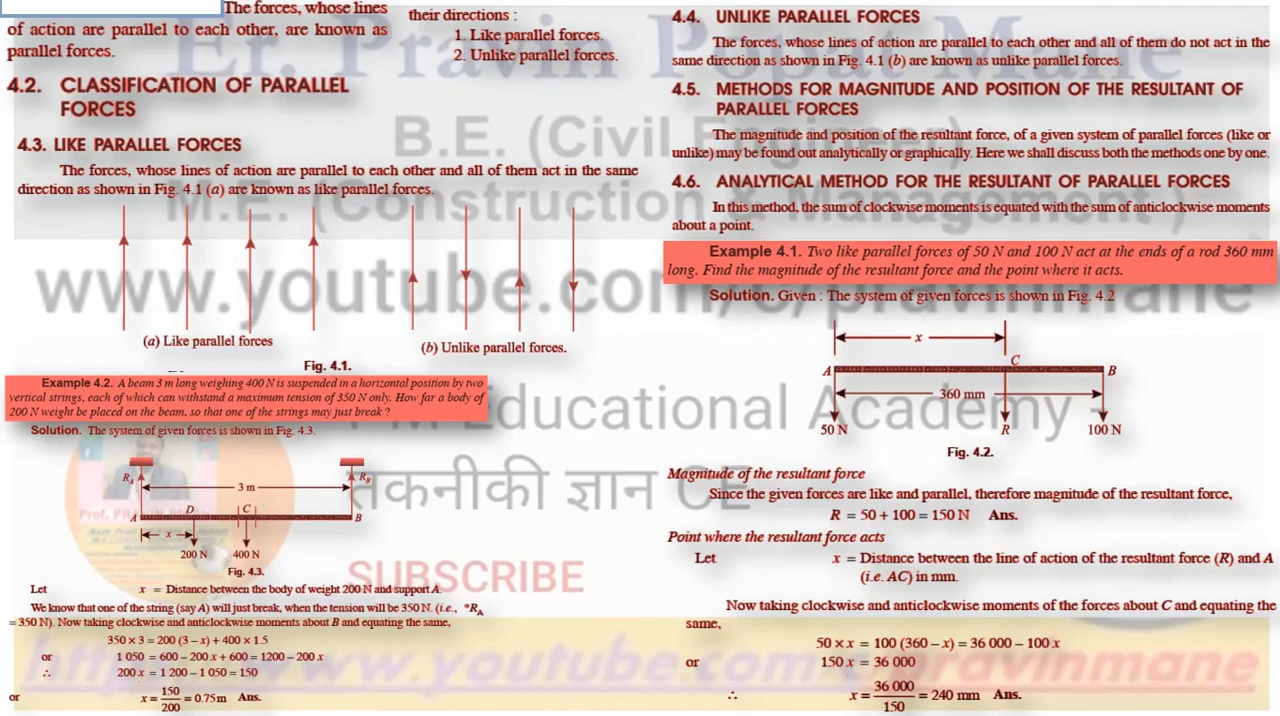 The forces, whose lines
of action are parallel to each other, are known as
parallel forces.
their directions :
1. Like parallel forces.
2. Unlike parallel forces.
4.2. CLASSIFICATION OF PARALLEL
FORCES
4.3. LIKE PARALLEL FORCES
The forces, whose lines of action are parallel to each other and all of them act in the same
direction as shown in Fig. 4.1 (a) are known as like parallel forces.
(a) Like parallel forces
(b) Unlike parallel forces.
Fig. 4.1.
Example 4.2. A beam 3 m long weighing 400 N is suspended in a horizontal position by two
vertical strings, each of which can withstand a maximum tension of 350 N only. How far a body of
200 N weight be placed on the beam, so that one of the strings may just break ?
Solution. The system of given forces is shown in Fig. 4.3.
RA
RB
3 m
A
D
C
B
x
200 N
400 N
Fig. 4.3.
Let x = Distance between the body of weight 200 N and support A.
We know that one of the string (say A) will just break, when the tension will be 350 N. (i.e., *RA
= 350 N). Now taking clockwise and anticlockwise moments about B and equating the same,
350 × 3 = 200 (3 – x) + 400 × 1.5
or 1 050 = 600 – 200 x + 600 = 1200 – 200 x
∴ 200 x = 1 200 – 1 050 = 150
or x = 150/200 = 0.75 m Ans.
4.4. UNLIKE PARALLEL FORCES
The forces, whose lines of action are parallel to each other and all of them do not act in the
same direction as shown in Fig. 4.1 (b) are known as unlike parallel forces.
4.5. METHODS FOR MAGNITUDE AND POSITION OF THE RESULTANT OF
PARALLEL FORCES
The magnitude and position of the resultant force, of a given system of parallel forces (like or
unlike) may be found out analytically or graphically. Here we shall discuss both the methods one by one.
4.6. ANALYTICAL METHOD FOR THE RESULTANT OF PARALLEL FORCES
In this method, the sum of clockwise moments is equated with the sum of anticlockwise moments
about a point.
Example 4.1. Two like parallel forces of 50 N and 100 N act at the ends of a rod 360 mm
long. Find the magnitude of the resultant force and the point where it acts.
Solution. Given : The system of given forces is shown in Fig. 4.2
x
A
C
B
360 mm
50 N
R
100 N
Fig. 4.2.
Magnitude of the resultant force
Since the given forces are like and parallel, therefore magnitude of the resultant force,
R = 50 + 100 = 150 N Ans.
Point where the resultant force acts
Let x = Distance between the line of action of the resultant force (R) and A
(i.e. AC) in mm.
Now taking clockwise and anticlockwise moments of the forces about C and equating the
same,
50 × x = 100 (360 – x) = 36 000 – 100 x
or 150 x = 36 000
∴ x = 36 000/150 = 240 mm Ans.
Er. Pravin Popat Mane
B.E. (Civil Engineer)
M.E. (Construction & Management)
www.youtube.com/c/pravinmane
Educational Academy -
तकनीकी ज्ञान CE
SUBSCRIBE